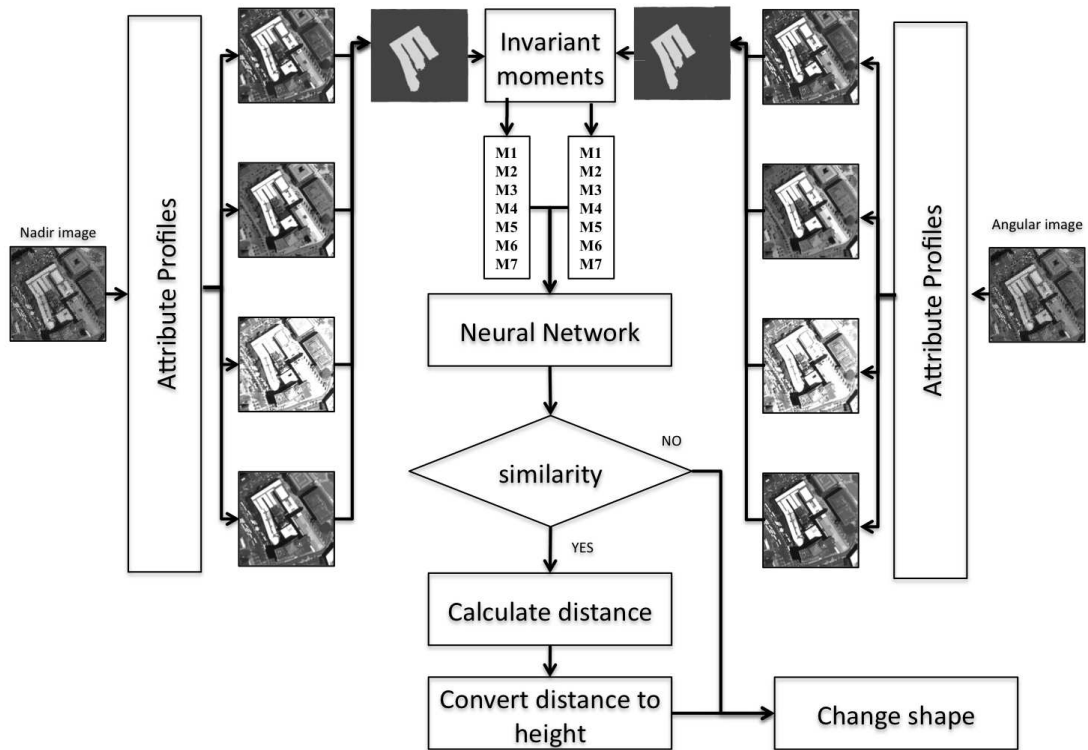 Invariant
moments
M1
M2
M3
M4
M5
M6
M7
M1
M2
M3
M4
M5
M6
M7
Nadir image
Attribute Profiles
Angular image
Attribute Profiles
Neural Network
similarity
NO
YES
Calculate distance
Convert distance to
height
Change shape